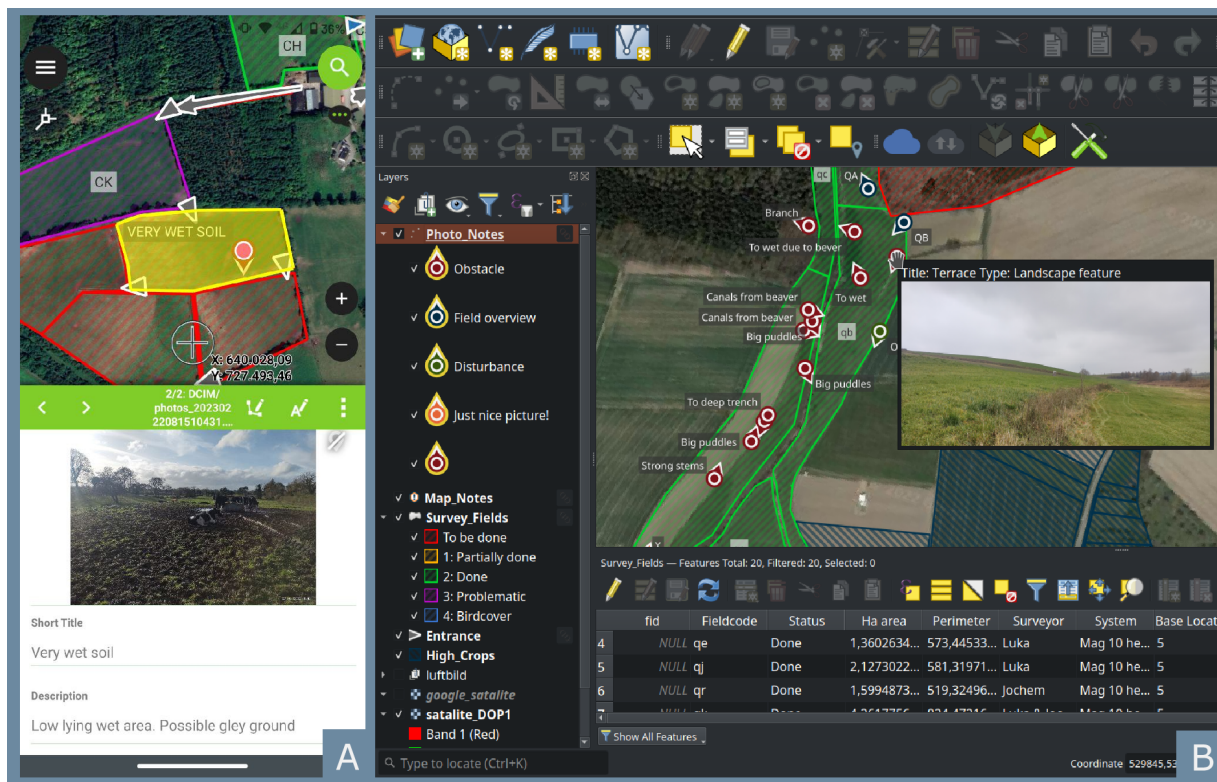 36%
CH
CK
VERY WET SOIL
X: 640.028,09
Y: 727.493,46
2/2: DCIM/
photos_202302
22081510431....
Short Title
Very wet soil
Description
Low lying wet area. Possible gley ground
A
Layers
Photo_Notes
Obstacle
Field overview
Disturbance
Just nice picture!
Map_Notes
Survey_Fields
To be done
1: Partially done
2: Done
3: Problematic
4: Birdcover
Entrance
High_Crops
luftbild
google_satalite
satalite_DOP1
Band 1 (Red)
Type to locate (Ctrl+K)
qc
QA
Branch
QB
To wet due to bever
Title: Terrace Type: Landscape feature
To wet
Canals from beaver
Canals from beaver
qb
Big puddles
Big puddles
To deep trench
Big puddles
Strong stems
Survey_Fields — Features Total: 20, Filtered: 20, Selected: 0
fid Fieldcode Status Ha area Perimeter Surveyor System Base Locat
4 NULL qe Done 1,3602634... 573,44533... Luka Mag 10 he... 5
5 NULL qj Done 2,1273022... 581,31971... Luka Mag 10 he... 5
6 NULL qr Done 1,5994873... 519,32496... Jochem Mag 10 he... 5
Show All Features
Coordinate 529845,53
B